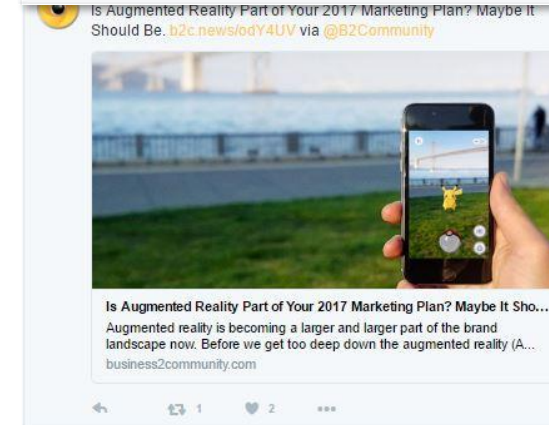 Is Augmented Reality Part of Your 2017 Marketing Plan? Maybe It
Should Be. b2c.news/odY4UV via @B2Community
Is Augmented Reality Part of Your 2017 Marketing Plan? Maybe It Sho...
Augmented reality is becoming a larger and larger part of the brand
landscape now. Before we get too deep down the augmented reality (A...
business2community.com
1 2